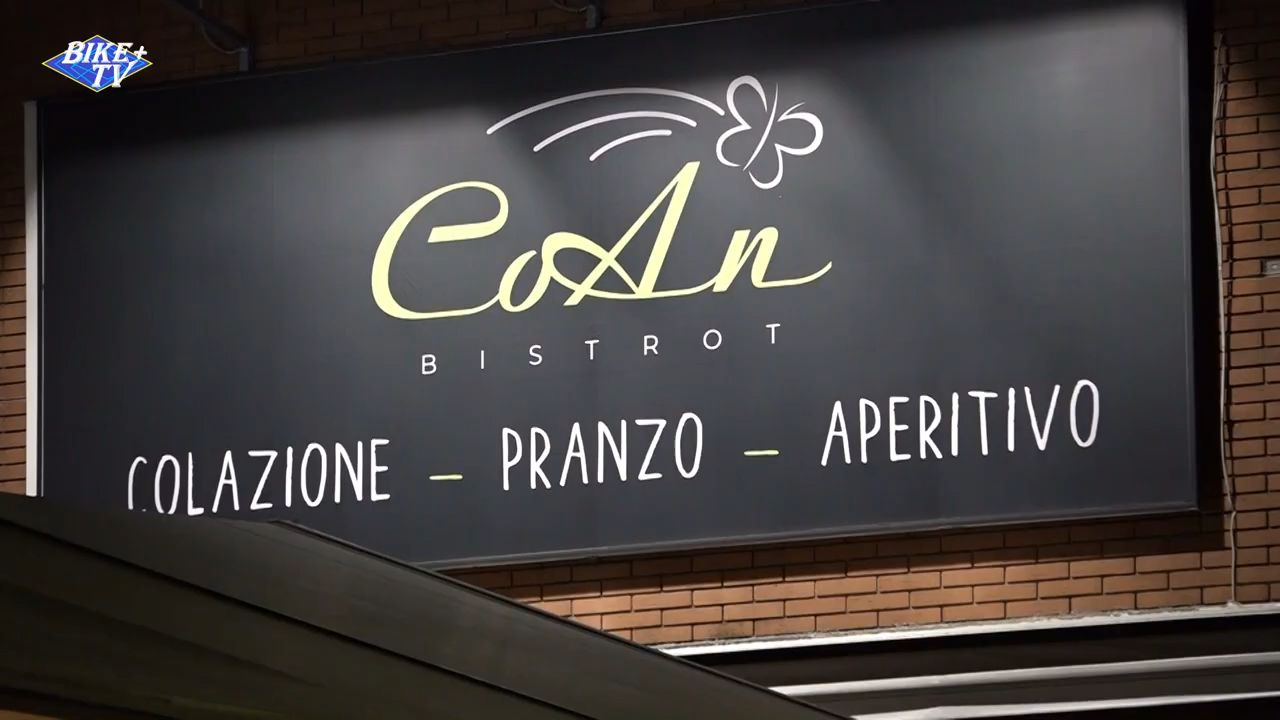 BIKE+
TV
CoAn
BISTROT
COLAZIONE – PRANZO – APERITIVO